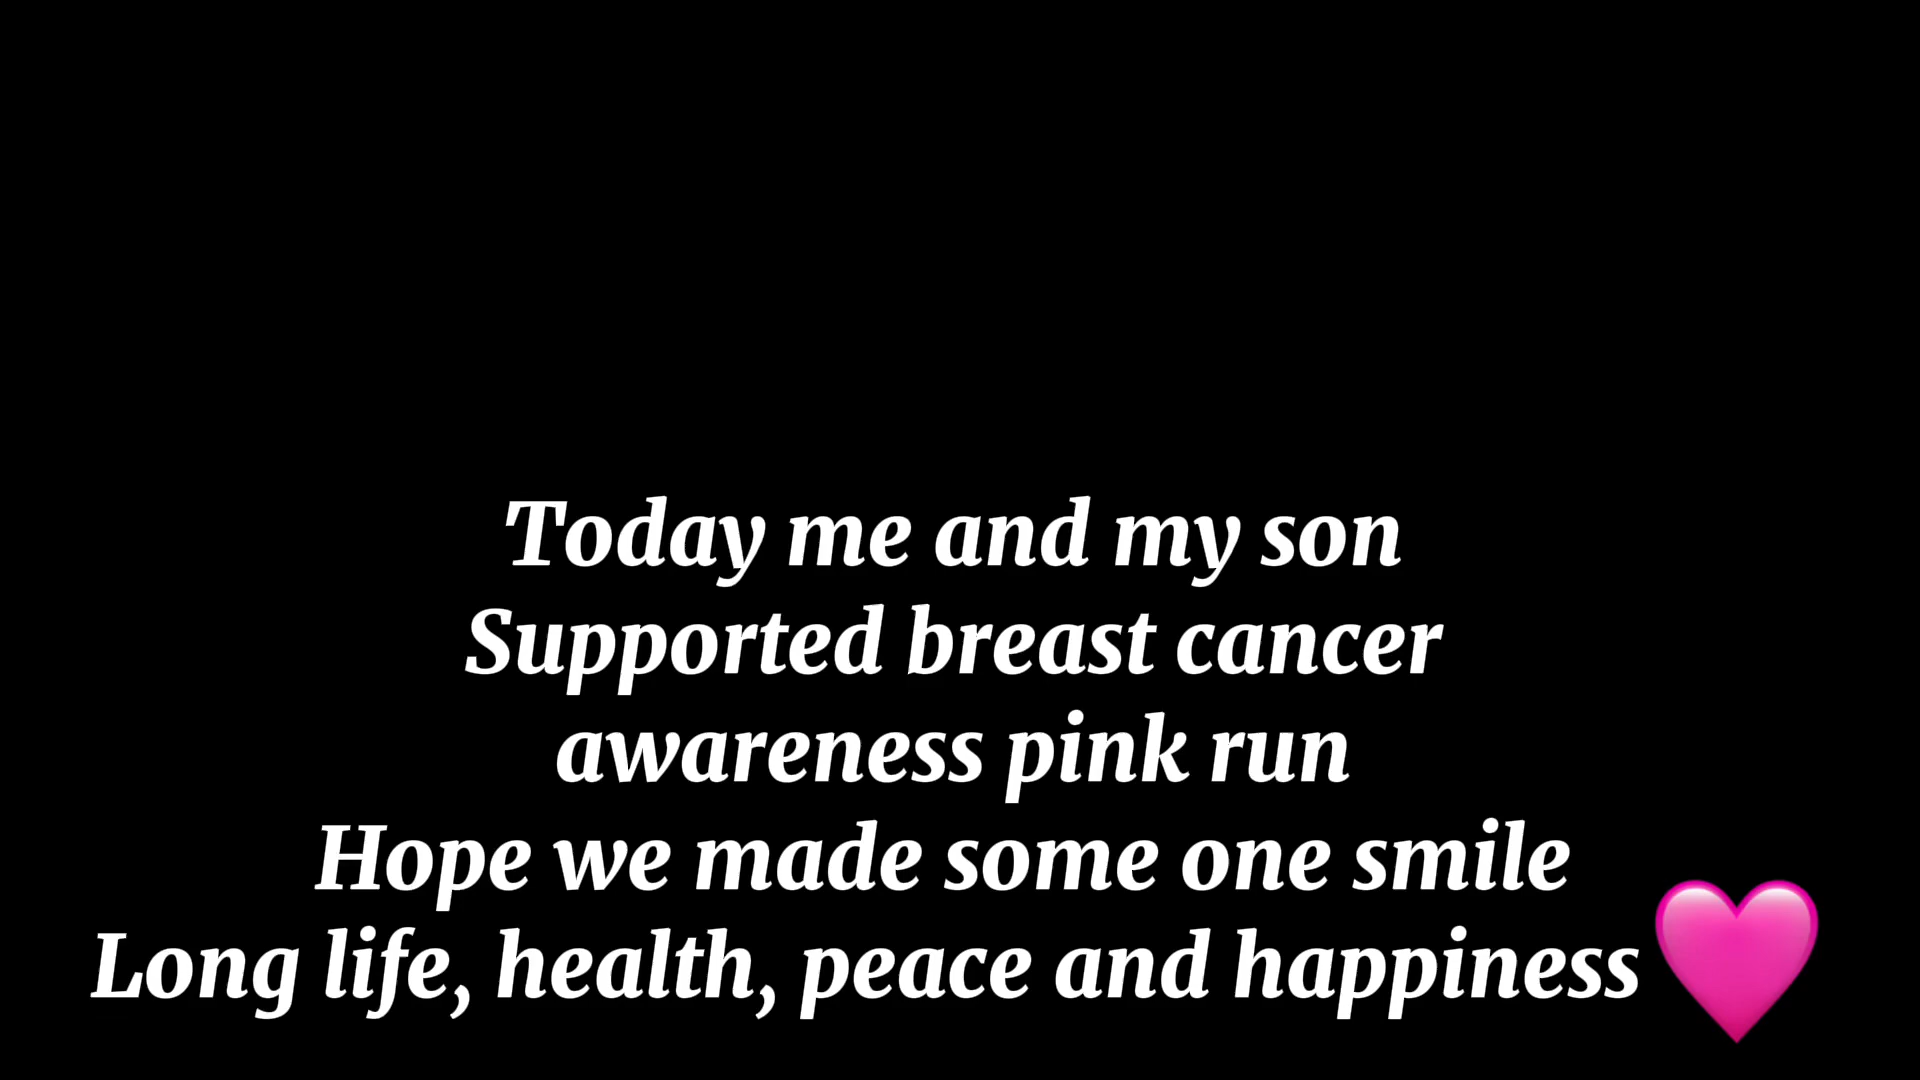 Today me and my son
Supported breast cancer
awareness pink run
Hope we made some one smile
Long life, health, peace and happiness🩷